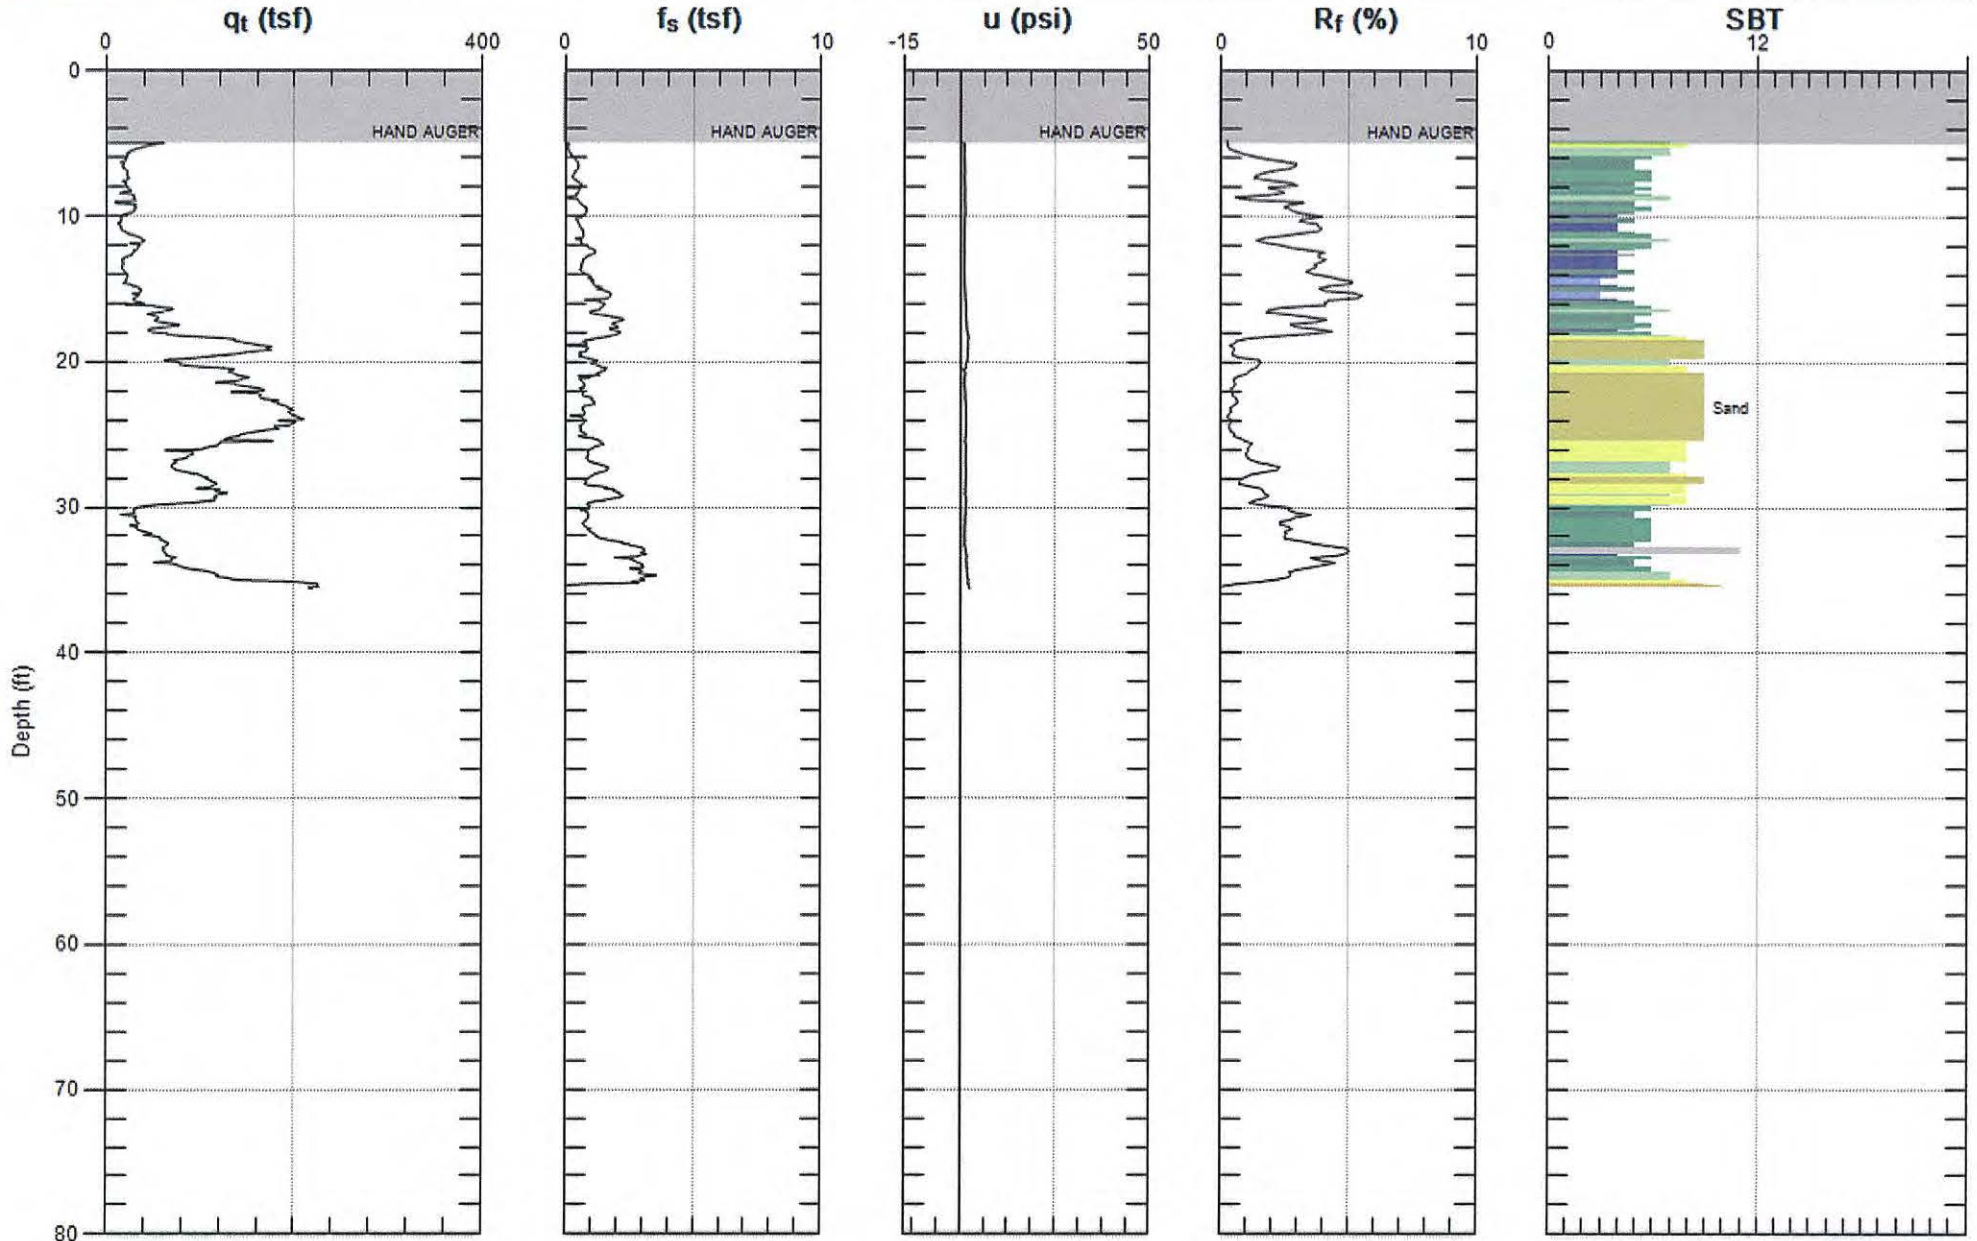 qt (tsf) fs (tsf) u (psi) Rf (%) SBT
0 400 0 10 -15 50 0 10 0 12
0
HAND AUGER HAND AUGER HAND AUGER HAND AUGER
10
20
Sand
30
40
Depth (ft)
50
60
70
80